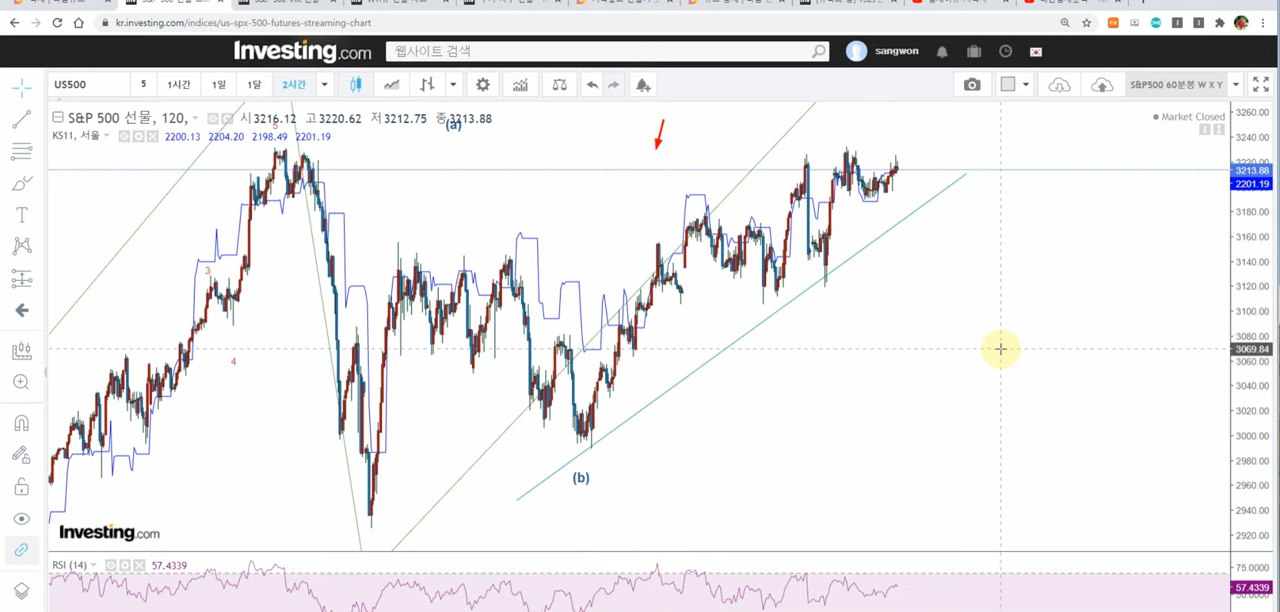 kr.investing.com/indices/us-spx-500-futures-streaming-chart
Investing.com
웹사이트 검색
sangwon
US500
5
1시간
1일
1달
2시간
S&P500 60분봉 W X Y
S&P 500 선물, 120,
시3216.12 고3220.62 저3212.75 종3213.88
Market Closed
KS11, 서울
2200.13 2204.20 2198.49 2201.19
(a)
5
3
4
(b)
3260.00
3240.00
3213.88
2201.19
3180.00
3160.00
3140.00
3120.00
3100.00
3080.00
3069.84
3060.00
3040.00
3020.00
3000.00
2980.00
2960.00
2940.00
2920.00
Investing.com
RSI (14)
57.4339
75.0000
57.4339